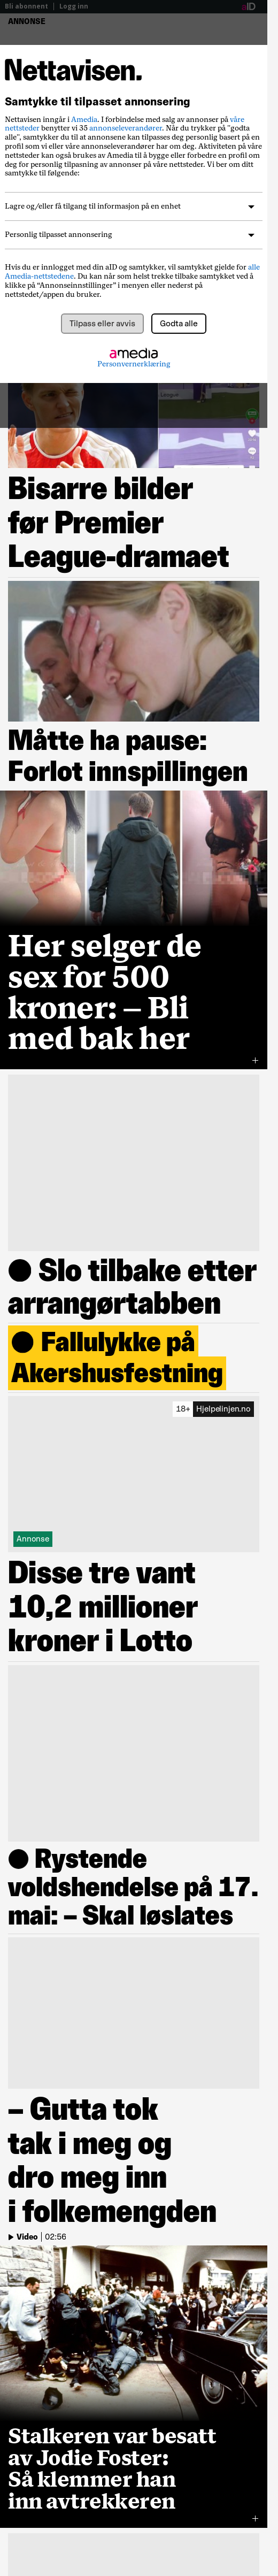 Bli abonnent | Logg inn
aID
ANNONSE
Nettavisen.
Samtykke til tilpasset annonsering
Nettavisen inngår i Amedia. I forbindelse med salg av annonser på våre
nettsteder benytter vi 35 annonseleverandører. Når du trykker på “godta
alle”, samtykker du til at annonsene kan tilpasses deg personlig basert på en
profil som vi eller våre annonseleverandører har om deg. Aktiviteten på våre
nettsteder kan også brukes av Amedia til å bygge eller forbedre en profil om
deg for personlig tilpasning av annonser på våre nettsteder. Vi ber om ditt
samtykke til følgende:
Lagre og/eller få tilgang til informasjon på en enhet
Personlig tilpasset annonsering
Hvis du er innlogget med din aID og samtykker, vil samtykket gjelde for alle
Amedia-nettstedene. Du kan når som helst trekke tilbake samtykket ved å
klikke på “Annonseinnstillinger” i menyen eller nederst på
nettstedet/appen du bruker.
Tilpass eller avvis
Godta alle
amedia
Personvernerklæring
Bisarre bilder
før Premier
League-dramaet
Måtte ha pause:
Forlot innspillingen
Her selger de
sex for 500
kroner: – Bli
med bak her
+
● Slo tilbake etter
arrangørtabben
● Fallulykke på
Akershusfestning
18+ Hjelpelinjen.no
Annonse
Disse tre vant
10,2 millioner
kroner i Lotto
● Rystende
voldshendelse på 17.
mai: – Skal løslates
– Gutta tok
tak i meg og
dro meg inn
i folkemengden
Video | 02:56
Stalkeren var besatt
av Jodie Foster:
Så klemmer han
inn avtrekkeren
+